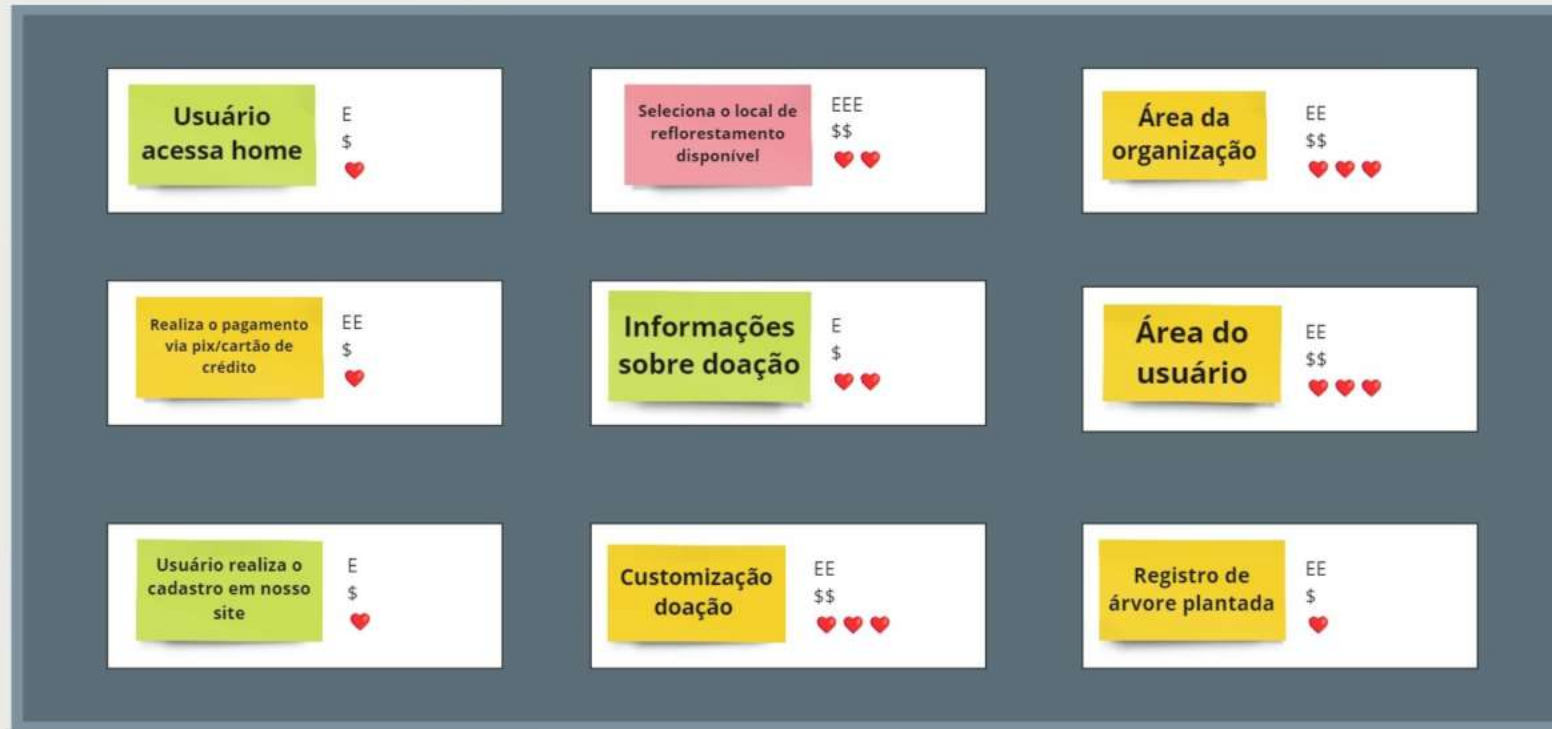 Usuário
acessa home
E
$
Seleciona o local de
reflorestamento
disponível
EEE
$$
Área da
organização
EE
$$
Realiza o pagamento
via pix/cartão de
crédito
EE
$
Informações
sobre doação
E
$
Área do
usuário
EE
$$
Usuário realiza o
cadastro em nosso
site
E
$
Customização
doação
EE
$$
Registro de
árvore plantada
EE
$